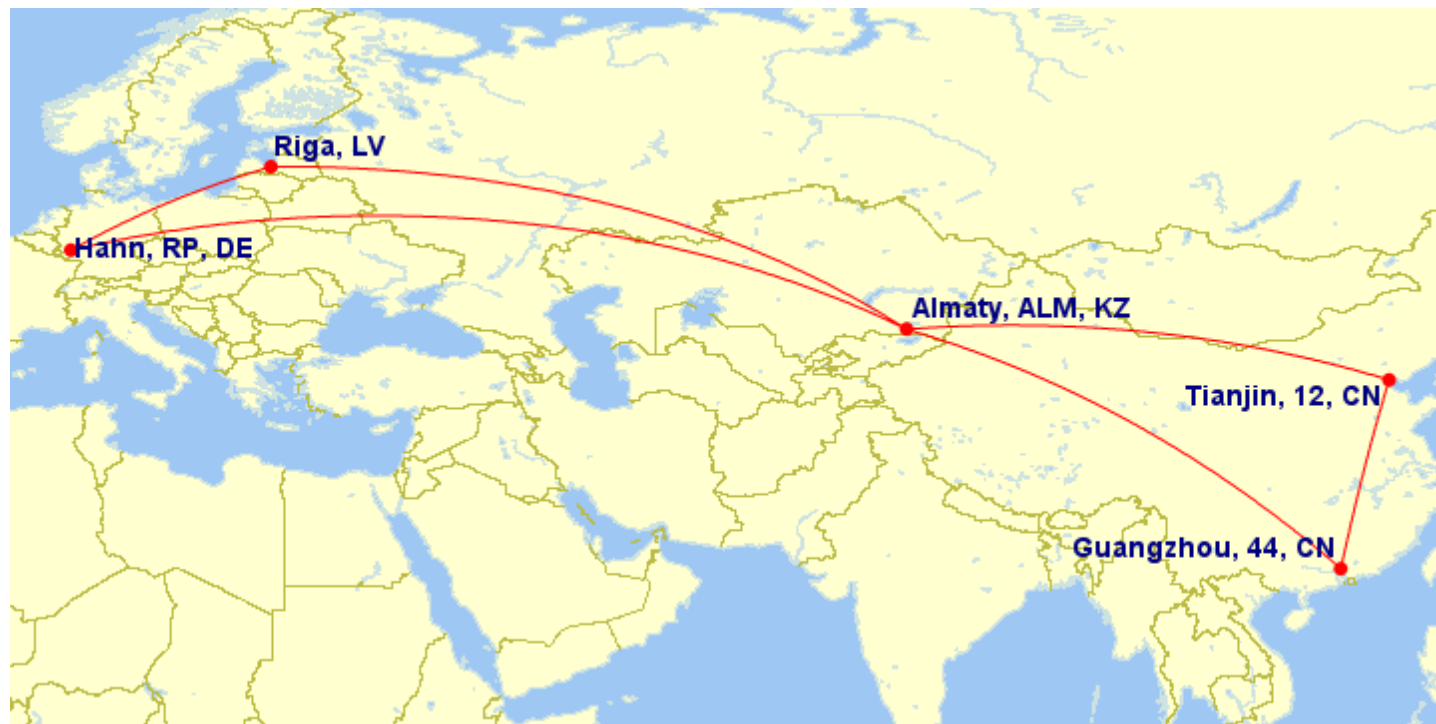 Riga, LV
Hahn, RP, DE
Almaty, ALM, KZ
Tianjin, 12, CN
Guangzhou, 44, CN